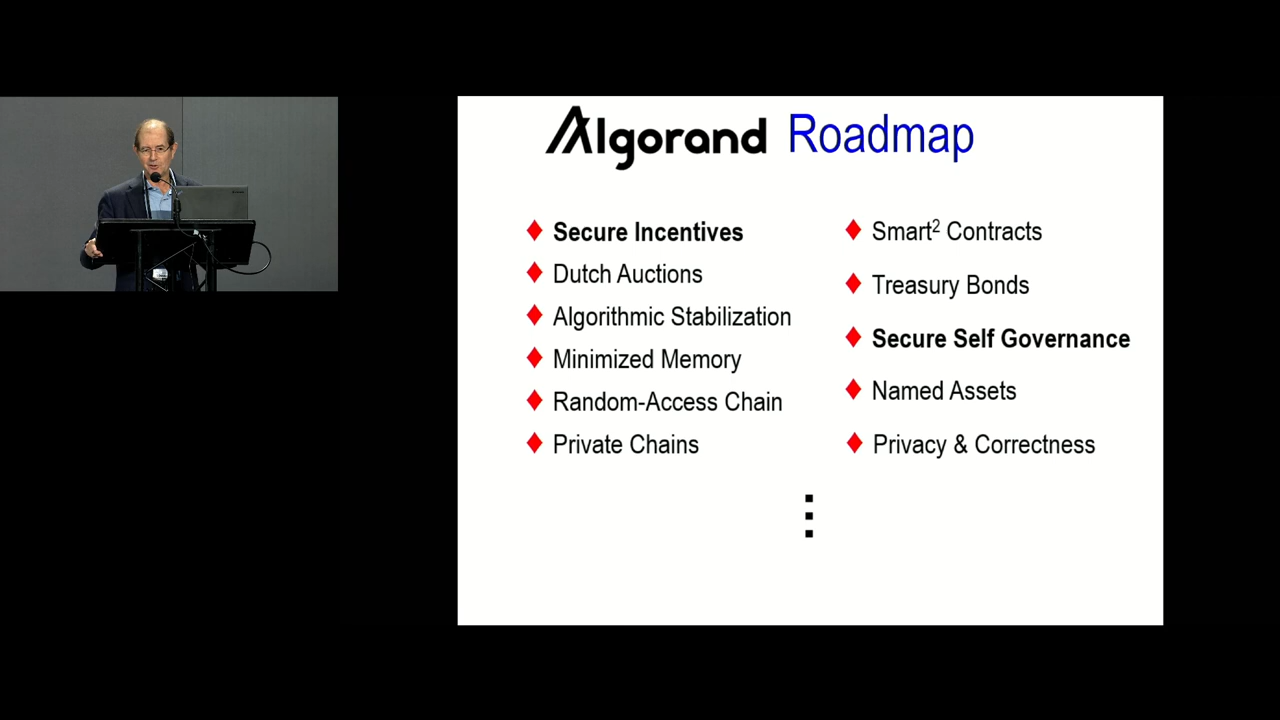 Algorand Roadmap
Secure Incentives
Dutch Auctions
Algorithmic Stabilization
Minimized Memory
Random-Access Chain
Private Chains
Smart² Contracts
Treasury Bonds
Secure Self Governance
Named Assets
Privacy & Correctness